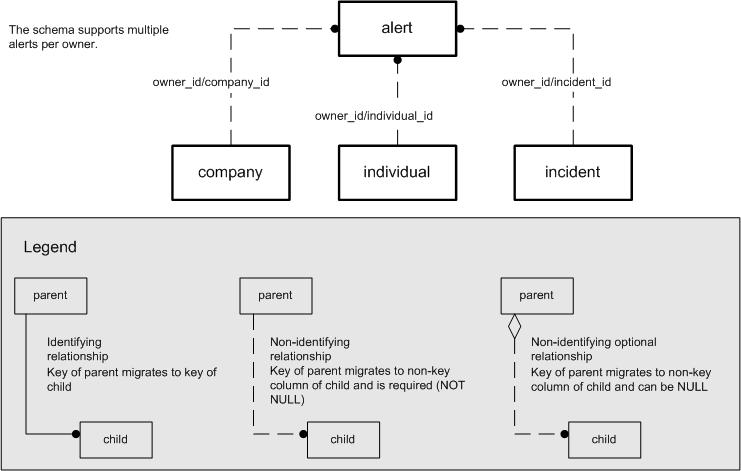 The schema supports multiple
alerts per owner.
alert
owner_id/company_id
owner_id/individual_id
owner_id/incident_id
company
individual
incident
Legend
parent
Identifying
relationship
Key of parent migrates to key of
child
child
parent
Non-identifying
relationship
Key of parent migrates to non-key
column of child and is required (NOT
NULL)
child
parent
Non-identifying optional
relationship
Key of parent migrates to non-key
column of child and can be NULL
child